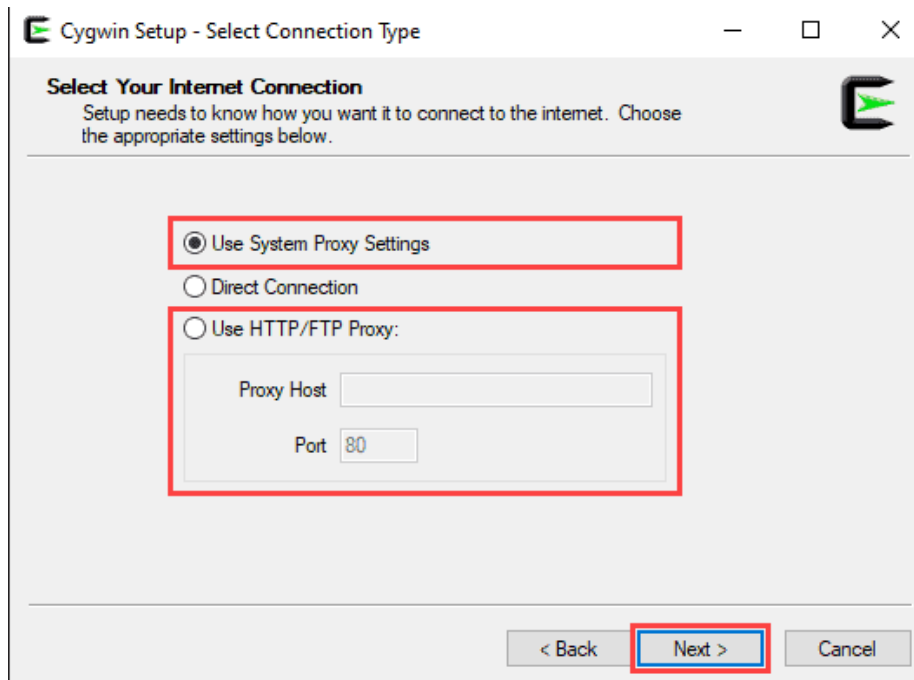 Cygwin Setup - Select Connection Type
Select Your Internet Connection
Setup needs to know how you want it to connect to the internet. Choose
the appropriate settings below.
Use System Proxy Settings
Direct Connection
Use HTTP/FTP Proxy:
Proxy Host
Port 80
< Back Next > Cancel